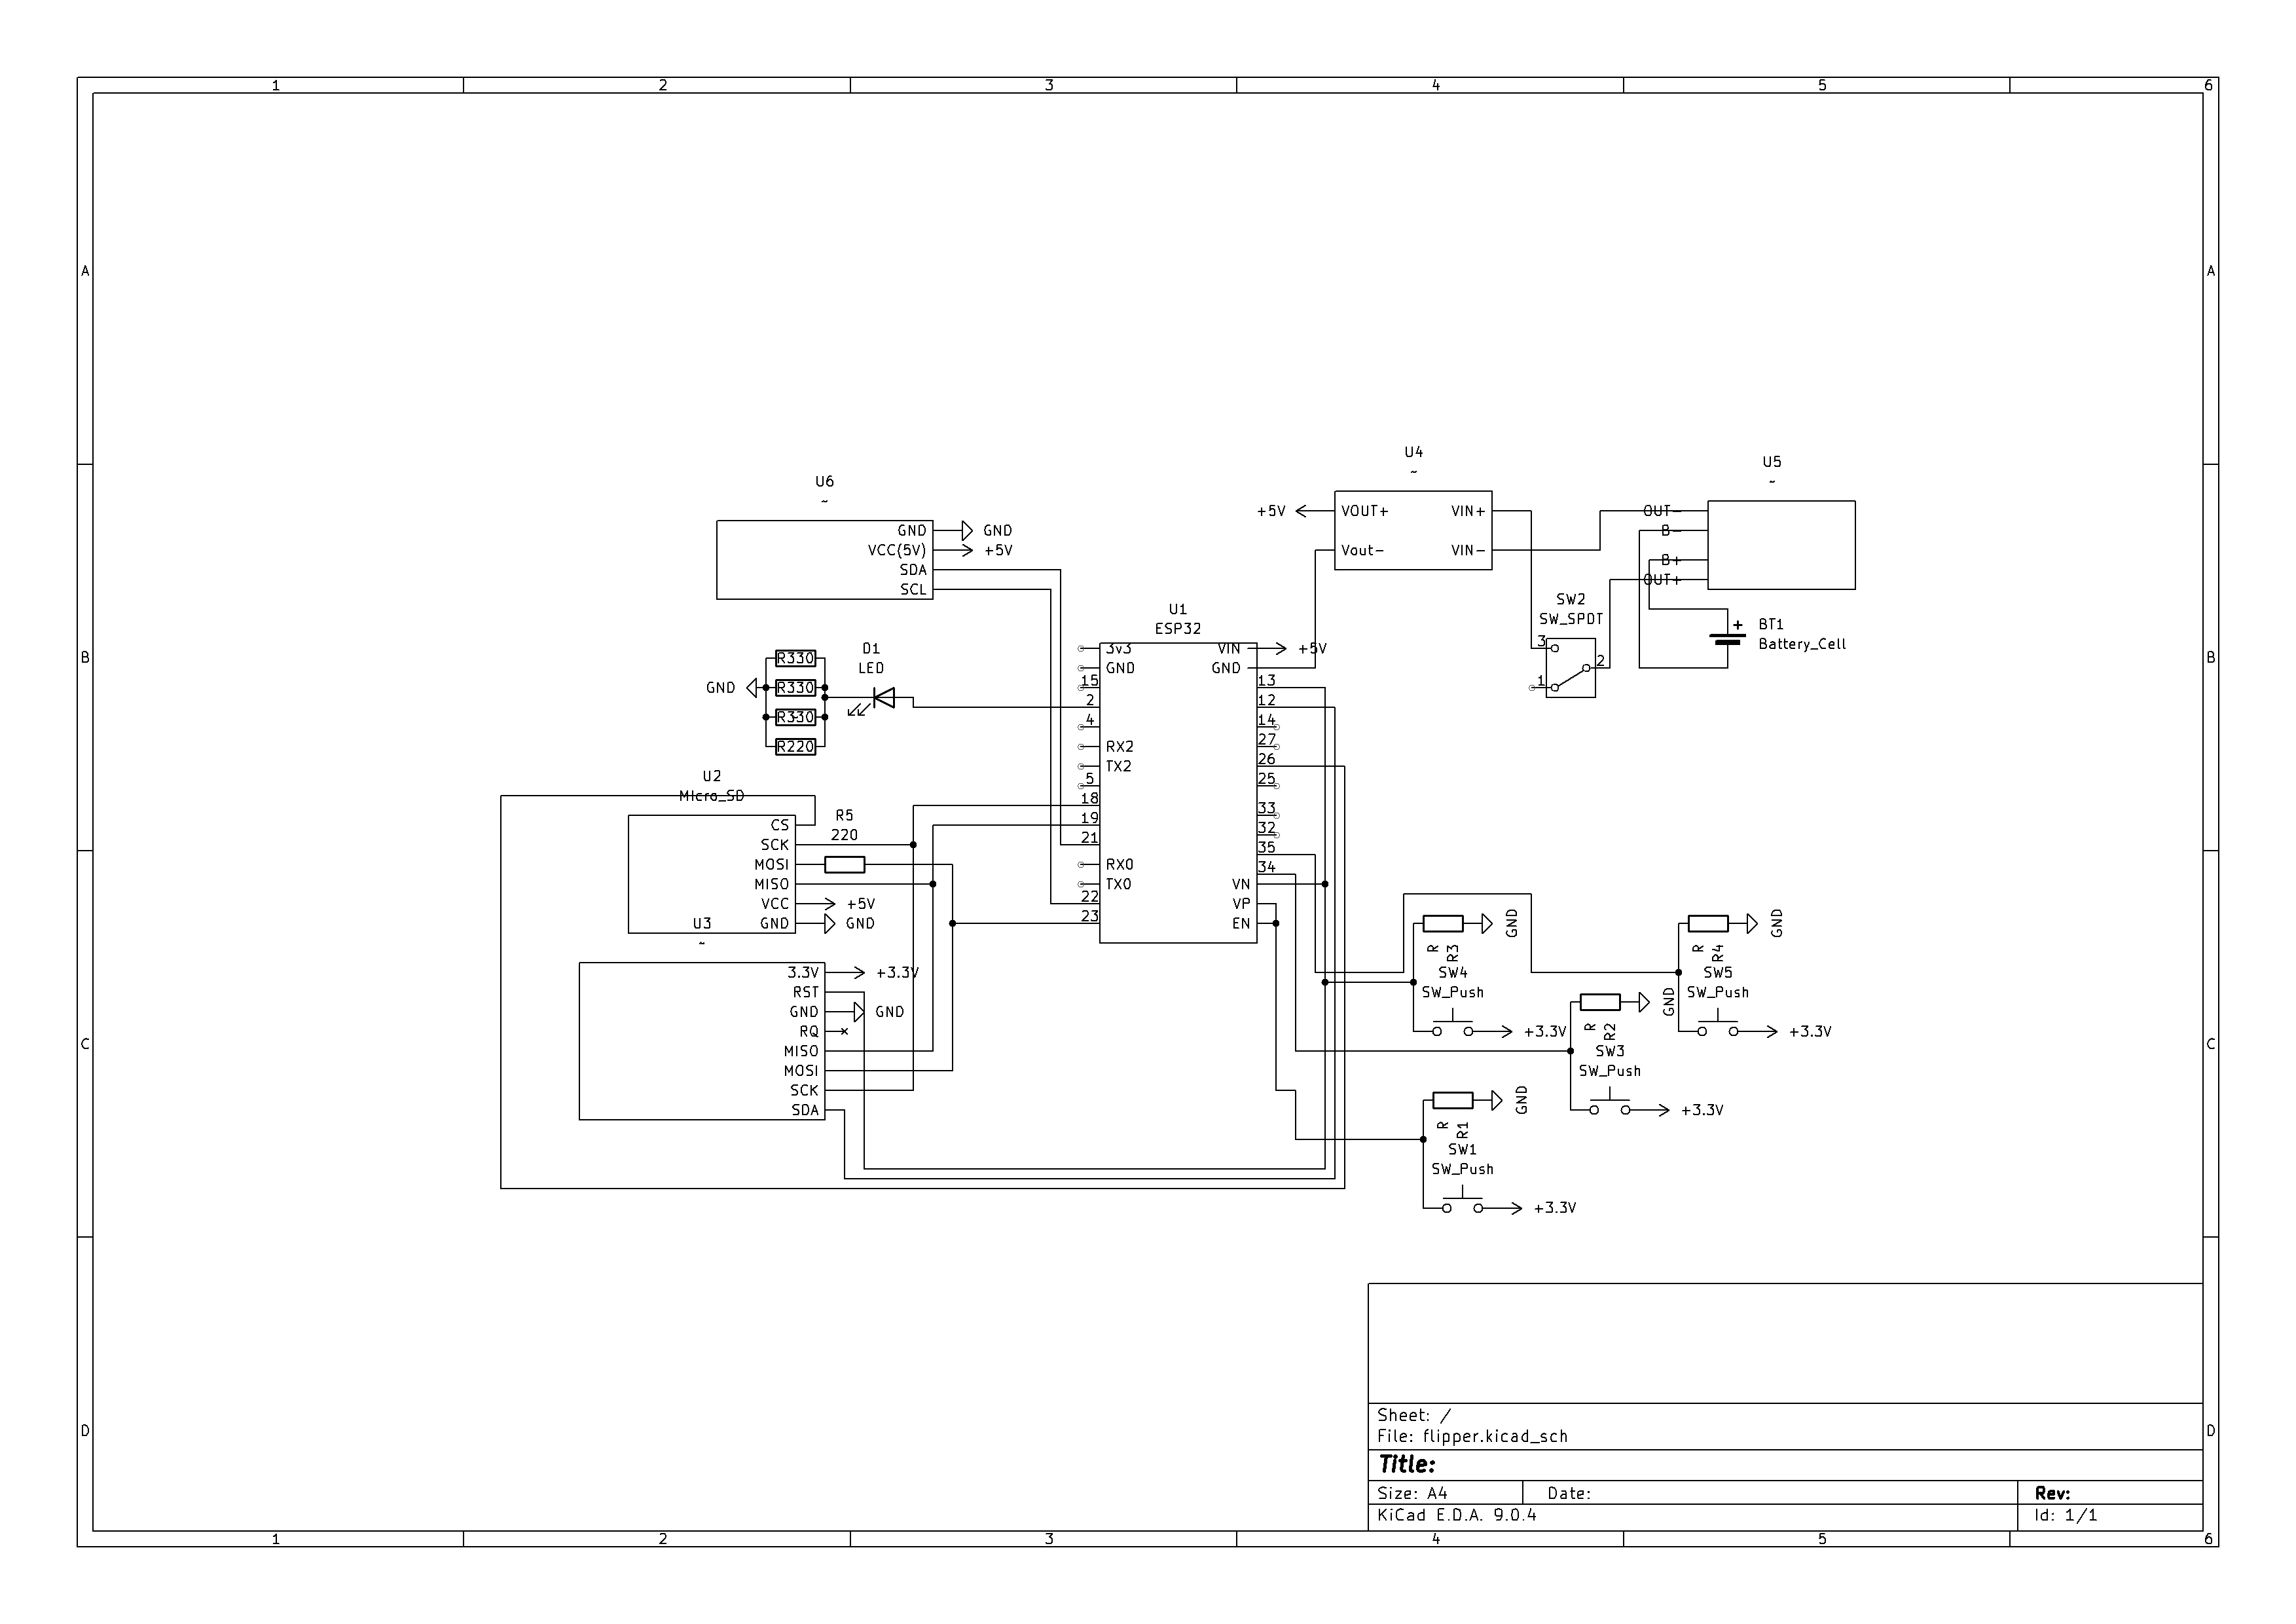 1 2 3 4 5 6
A A
B B
C C
D D
U6
~
GND GND
VCC(5V) +5V
SDA
SCL
U4
~
+5V VOUT+ VIN+
Vout- VIN-
U5
~
OUT-
B-
B+
OUT+
SW2
SW_SPDT
3
2
1
+ BT1
Battery_Cell
U1
ESP32
3v3 VIN +5V
GND GND
15 13
2 12
4 14
RX2 27
TX2 26
5 25
18 33
19 32
21 35
RX0 34
TX0 VN
22 VP
23 EN
D1
LED
R330
GND R330
R330
R220
U2
MIcro_SD
CS
SCK
MOSI
MISO
VCC +5V
GND GND
R5
220
U3
~
3.3V +3.3V
RST
GND GND
RQ
MISO
MOSI
SCK
SDA
GND
R
R3
SW4
SW_Push
+3.3V
GND
R
R4
SW5
SW_Push
+3.3V
GND
R
R2
SW3
SW_Push
+3.3V
GND
R
R1
SW1
SW_Push
+3.3V
Sheet: /
File: flipper.kicad_sch
Title:
Size: A4 Date: Rev:
KiCad E.D.A. 9.0.4 Id: 1/1
1 2 3 4 5 6